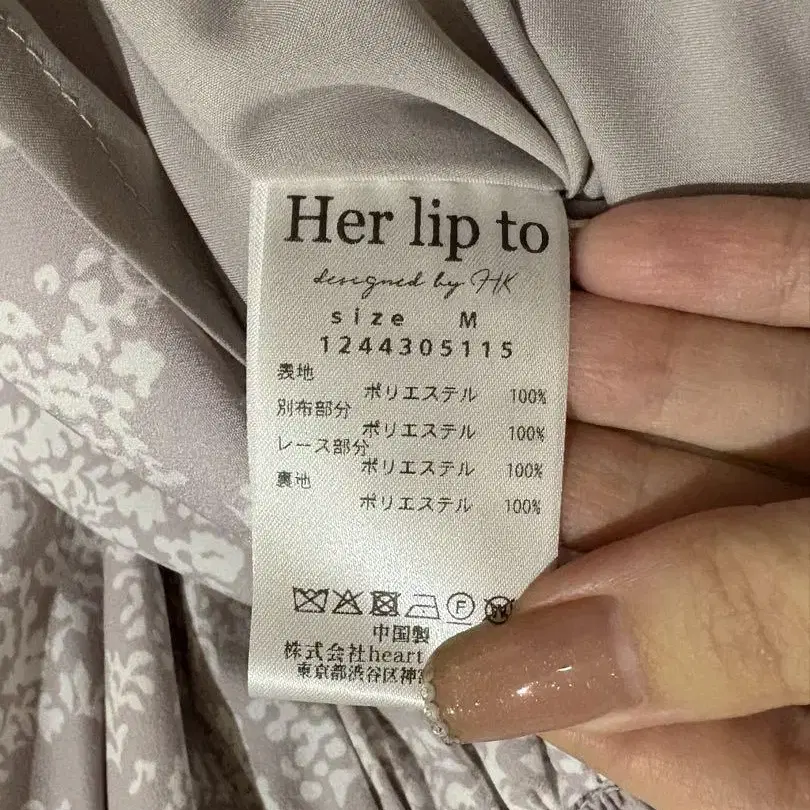 Her lip to
designed by HK
size M
1244305115
表地
ポリエステル 100%
別布部分
ポリエステル 100%
レース部分
ポリエステル 100%
裏地
ポリエステル 100%
F W
中国製
株式会社heart
東京都渋谷区神